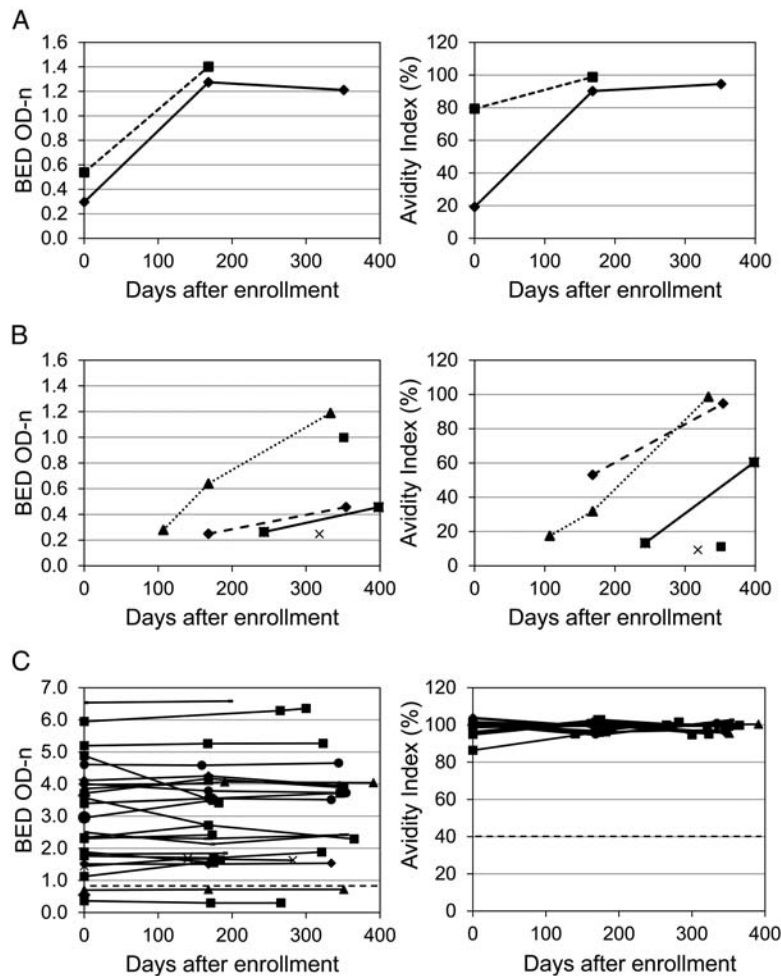 A
BED OD-n
1.6
1.4
1.2
1.0
0.8
0.6
0.4
0.2
0.0
0 100 200 300 400
Days after enrollment
Avidity Index (%)
120
100
80
60
40
20
0
0 100 200 300 400
Days after enrollment
B
BED OD-n
1.6
1.4
1.2
1.0
0.8
0.6
0.4
0.2
0.0
0 100 200 300 400
Days after enrollment
Avidity Index (%)
120
100
80
60
40
20
0
0 100 200 300 400
Days after enrollment
C
BED OD-n
7.0
6.0
5.0
4.0
3.0
2.0
1.0
0.0
0 100 200 300 400
Days after enrollment
Avidity Index (%)
120
100
80
60
40
20
0
0 100 200 300 400
Days after enrollment